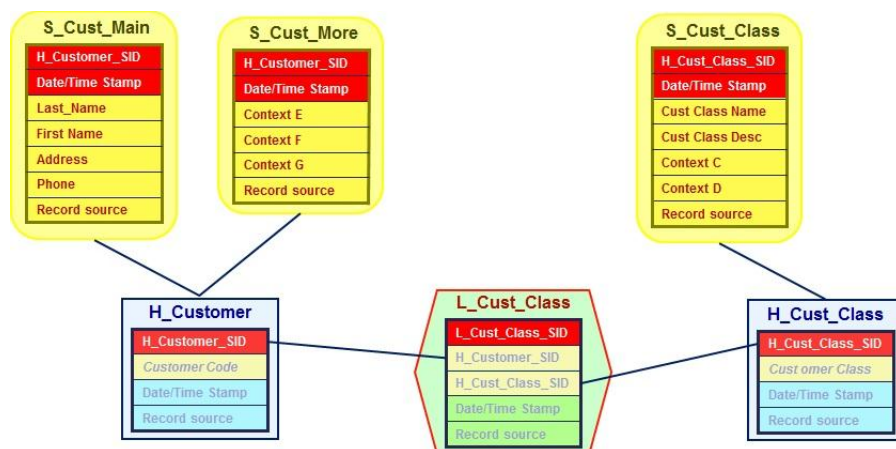 S_Cust_Main
H_Customer_SID
Date/Time Stamp
Last_Name
First Name
Address
Phone
Record source
S_Cust_More
H_Customer_SID
Date/Time Stamp
Context E
Context F
Context G
Record source
S_Cust_Class
H_Cust_Class_SID
Date/Time Stamp
Cust Class Name
Cust Class Desc
Context C
Context D
Record source
H_Customer
H_Customer_SID
Customer Code
Date/Time Stamp
Record source
L_Cust_Class
L_Cust_Class_SID
H_Customer_SID
H_Cust_Class_SID
Date/Time Stamp
Record source
H_Cust_Class
H_Cust_Class_SID
Customer Class
Date/Time Stamp
Record source